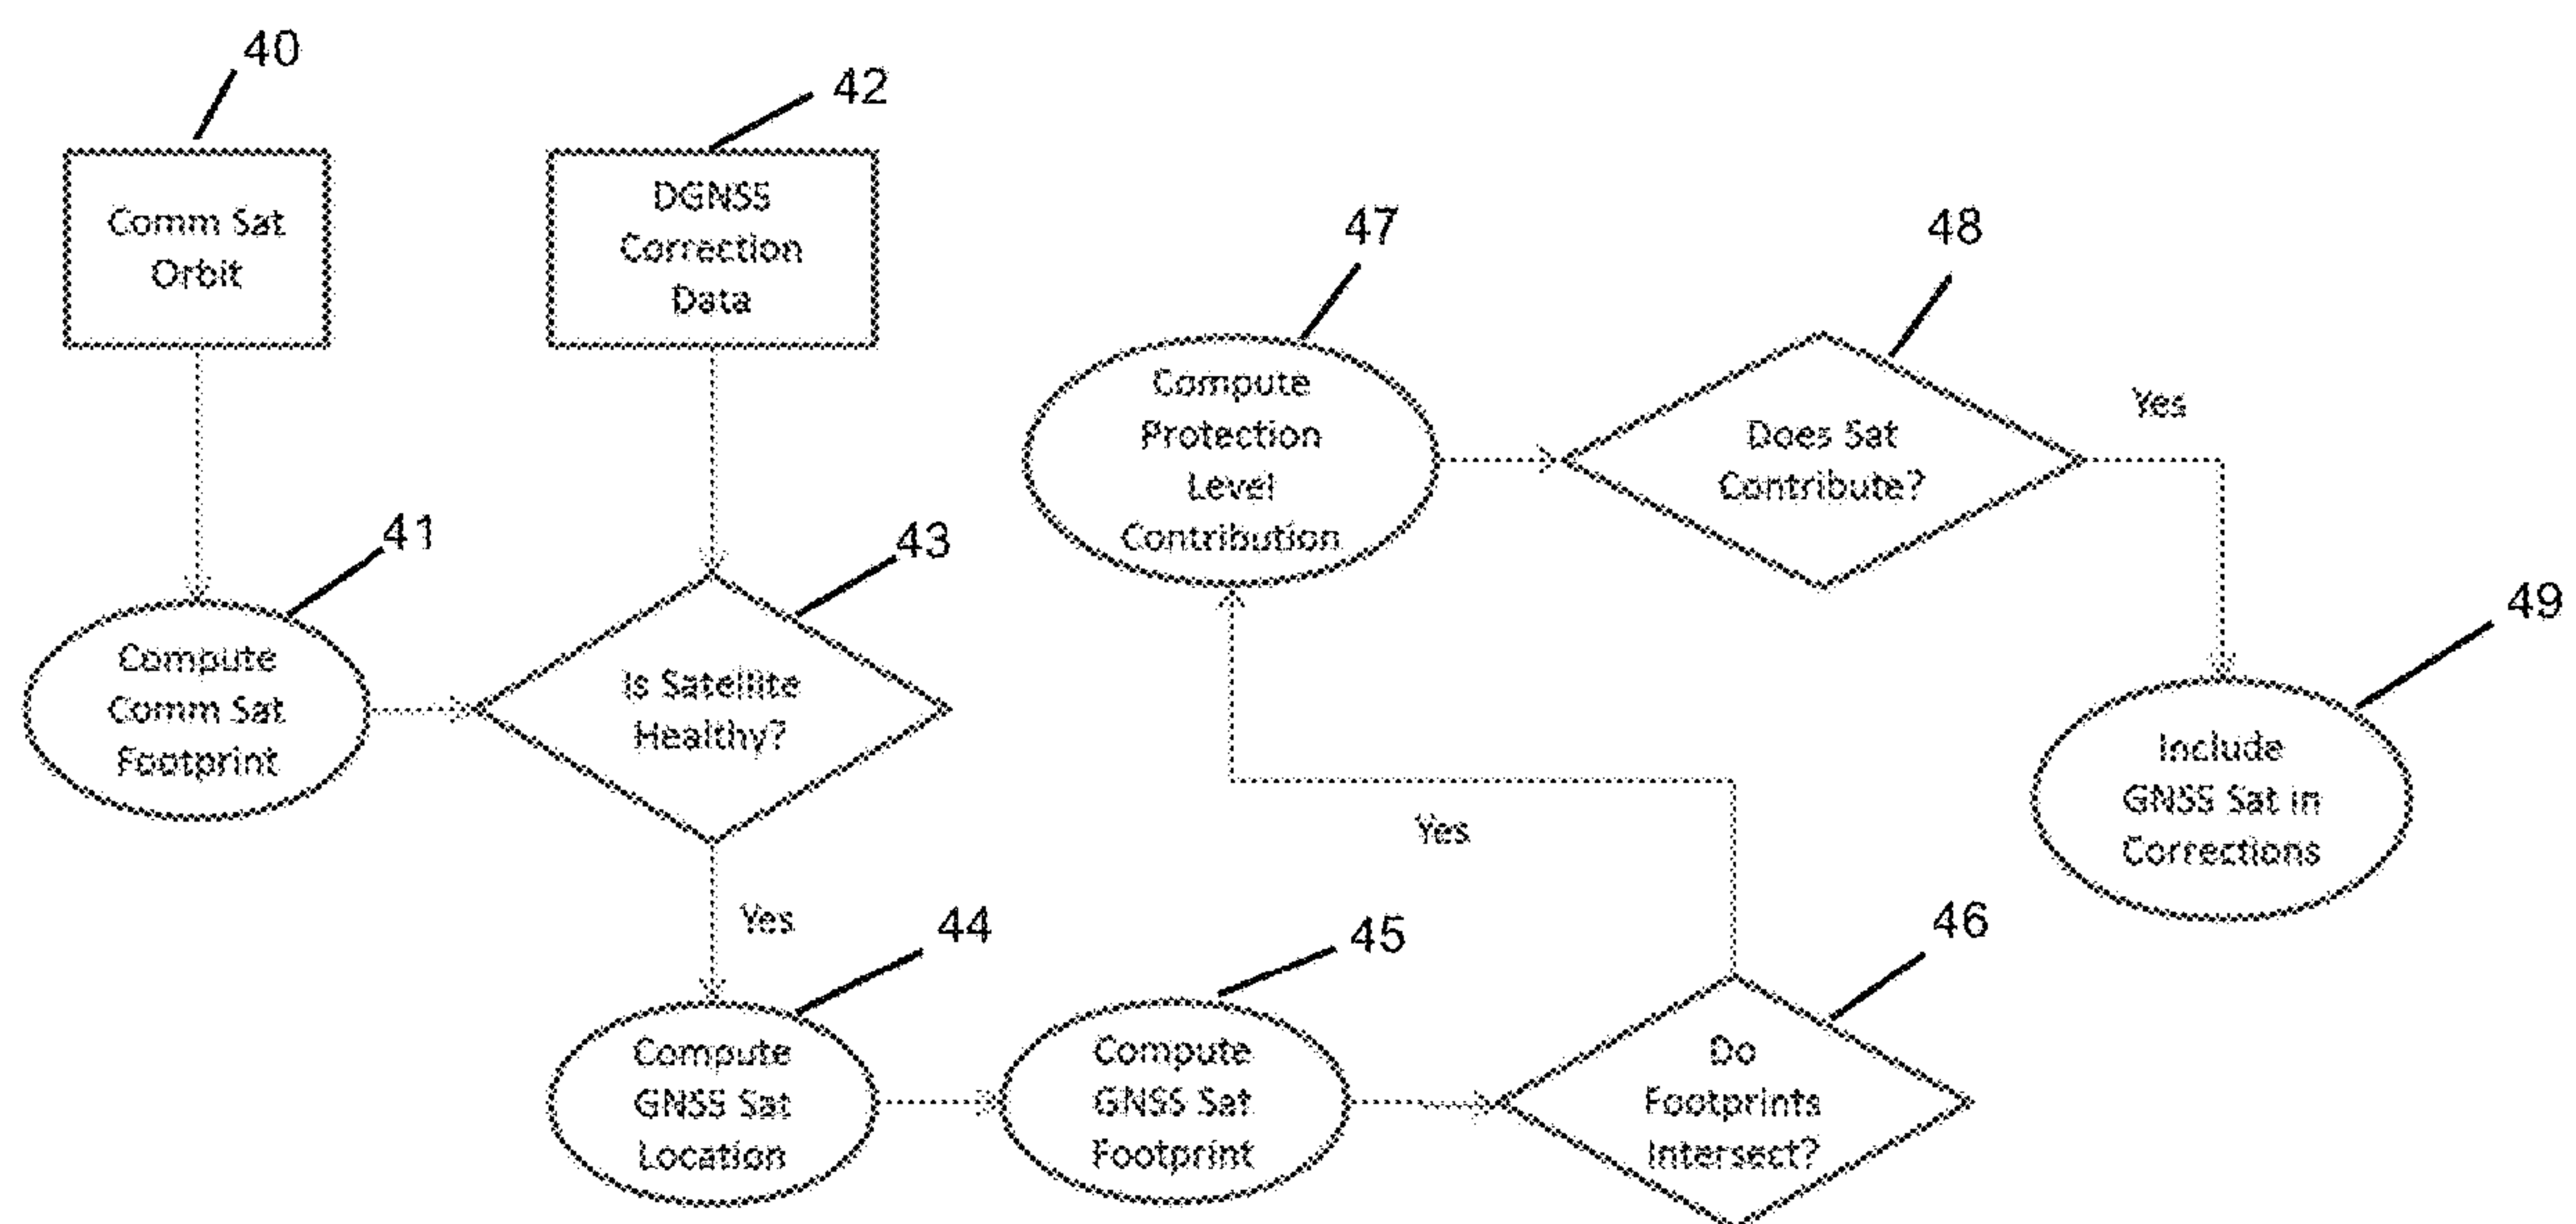 40
Comm Sat
Orbit
42
DGNSS
Correction
Data
41
Compute
Comm Sat
Footprint
43
Is Satellite
Healthy?
Yes
44
Compute
GNSS Sat
Location
45
Compute
GNSS Sat
Footprint
46
Do
Footprints
Intersect?
Yes
47
Compute
Protection
Level
Contribution
48
Does Sat
Contribute?
Yes
49
Include
GNSS Sat in
Corrections